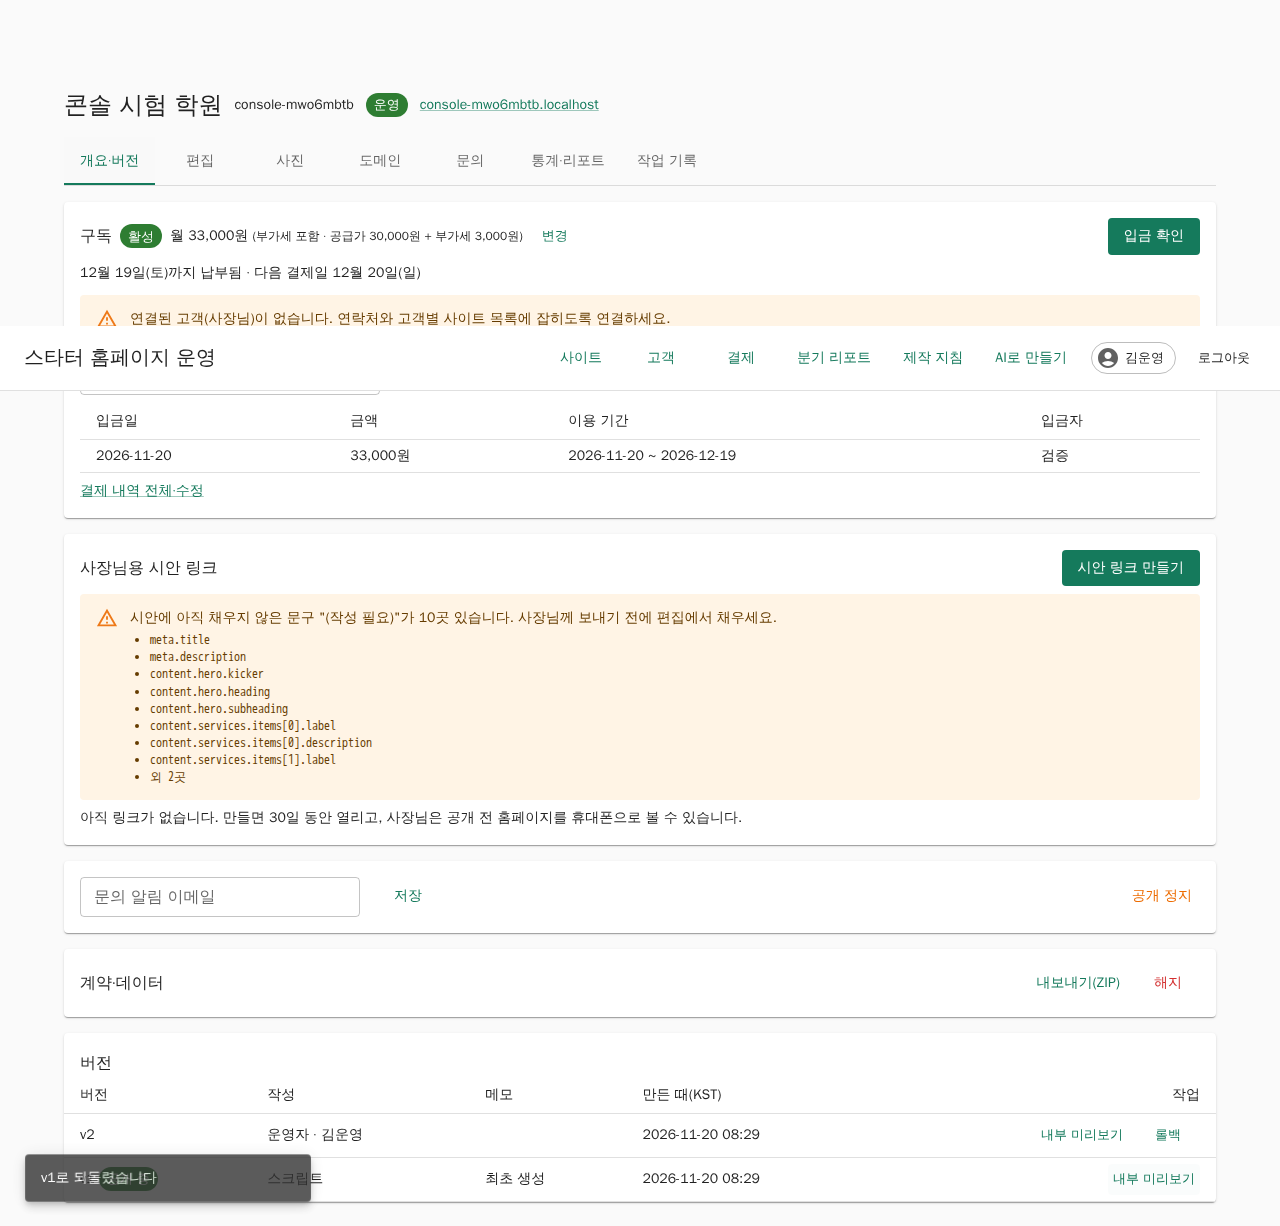 콘솔 시험 학원 console-mwo6mbtb 운영 console-mwo6mbtb.localhost
개요·버전 편집 사진 도메인 문의 통계·리포트 작업 기록
구독 활성 월 33,000원 (부가세 포함 · 공급가 30,000원 + 부가세 3,000원) 변경 입금 확인
12월 19일(토)까지 납부됨 · 다음 결제일 12월 20일(일)
연결된 고객(사장님)이 없습니다. 연락처와 고객별 사이트 목록에 잡히도록 연결하세요.
스타터 홈페이지 운영 사이트 고객 결제 분기 리포트 제작 지침 AI로 만들기 김운영 로그아웃
입금일 금액 이용 기간 입금자
2026-11-20 33,000원 2026-11-20 ~ 2026-12-19 검증
결제 내역 전체·수정
사장님용 시안 링크 시안 링크 만들기
시안에 아직 채우지 않은 문구 "(작성 필요)"가 10곳 있습니다. 사장님께 보내기 전에 편집에서 채우세요.
meta.title
meta.description
content.hero.kicker
content.hero.heading
content.hero.subheading
content.services.items[0].label
content.services.items[0].description
content.services.items[1].label
외 2곳
아직 링크가 없습니다. 만들면 30일 동안 열리고, 사장님은 공개 전 홈페이지를 휴대폰으로 볼 수 있습니다.
문의 알림 이메일 저장 공개 정지
계약·데이터 내보내기(ZIP) 해지
버전
버전 작성 메모 만든 때(KST) 작업
v2 운영자 · 김운영 2026-11-20 08:29 내부 미리보기 롤백
v1로 되돌렸습니다 스크립트 최초 생성 2026-11-20 08:29 내부 미리보기